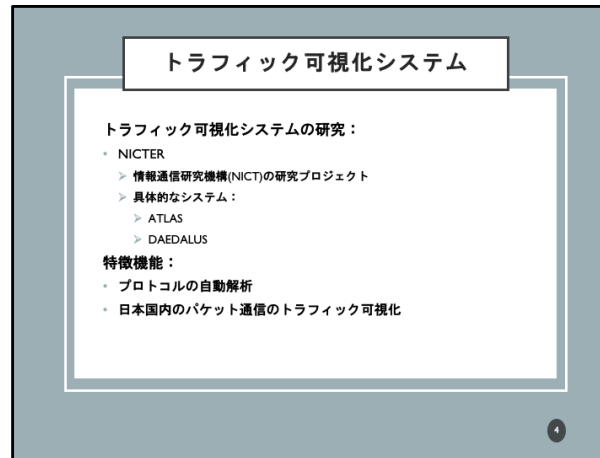 トラフィック可視化システム
トラフィック可視化システムの研究：
• NICTER
➢ 情報通信研究機構(NICT)の研究プロジェクト
➢ 具体的なシステム：
➢ ATLAS
➢ DAEDALUS
特徴機能：
• プロトコルの自動解析
• 日本国内のパケット通信のトラフィック可視化
4